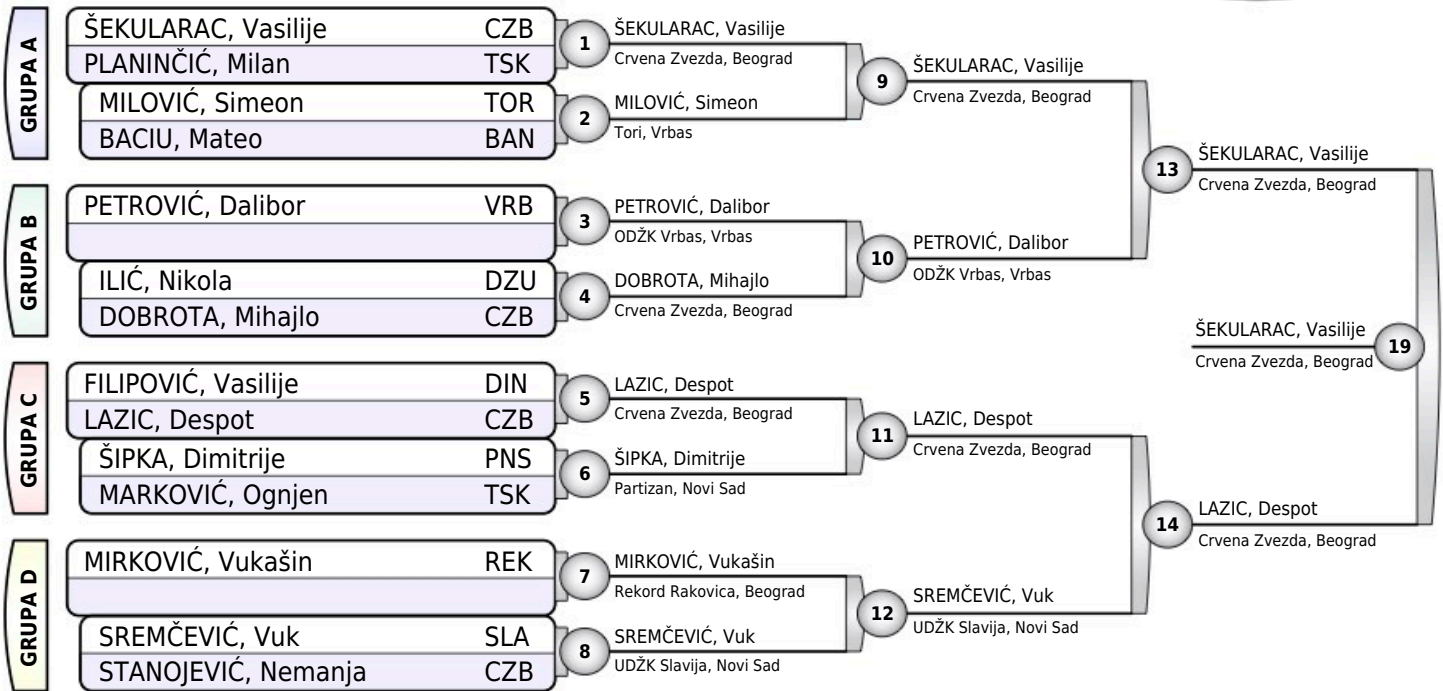 GRUPA A
ŠEKULARAC, Vasilije CZB
PLANINČIĆ, Milan TSK
MILOVIĆ, Simeon TOR
BACIU, Mateo BAN
GRUPA B
PETROVIĆ, Dalibor VRB
ILIĆ, Nikola DZU
DOBROTA, Mihajlo CZB
GRUPA C
FILIPOVIĆ, Vasilije DIN
LAZIC, Despot CZB
ŠIPKA, Dimitrije PNS
MARKOVIĆ, Ognjen TSK
GRUPA D
MIRKOVIĆ, Vukašin REK
SREMČEVIĆ, Vuk SLA
STANOJEVIĆ, Nemanja CZB
1
ŠEKULARAC, Vasilije
Crvena Zvezda, Beograd
2
MILOVIĆ, Simeon
Tori, Vrbas
3
PETROVIĆ, Dalibor
ODŽK Vrbas, Vrbas
4
DOBROTA, Mihajlo
Crvena Zvezda, Beograd
5
LAZIC, Despot
Crvena Zvezda, Beograd
6
ŠIPKA, Dimitrije
Partizan, Novi Sad
7
MIRKOVIĆ, Vukašin
Rekord Rakovica, Beograd
8
SREMČEVIĆ, Vuk
UDŽK Slavija, Novi Sad
9
ŠEKULARAC, Vasilije
Crvena Zvezda, Beograd
10
PETROVIĆ, Dalibor
ODŽK Vrbas, Vrbas
11
LAZIC, Despot
Crvena Zvezda, Beograd
12
SREMČEVIĆ, Vuk
UDŽK Slavija, Novi Sad
13
ŠEKULARAC, Vasilije
Crvena Zvezda, Beograd
14
LAZIC, Despot
Crvena Zvezda, Beograd
ŠEKULARAC, Vasilije
Crvena Zvezda, Beograd
19